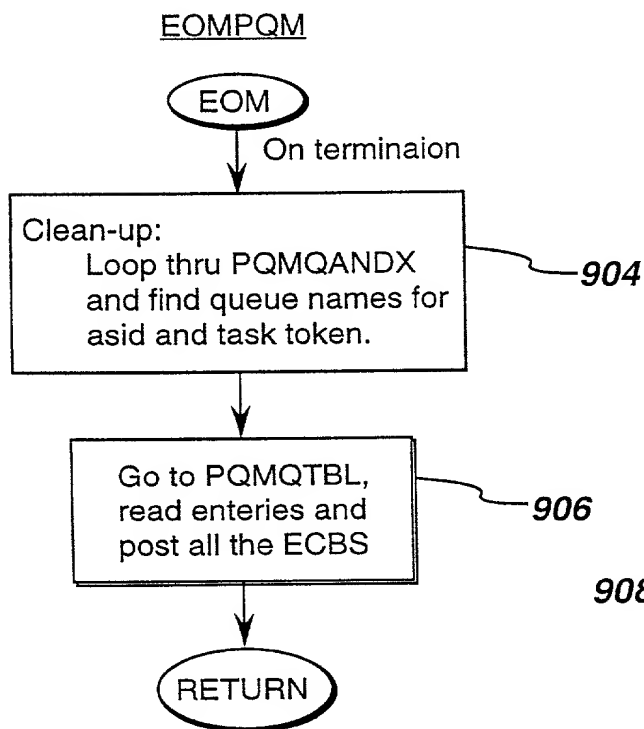 EOMPQM
EOM
On terminaion
Clean-up:
Loop thru PQMQANDX
and find queue names for
asid and task token.
904
Go to PQMQTBL,
read enteries and
post all the ECBS
906
908
RETURN